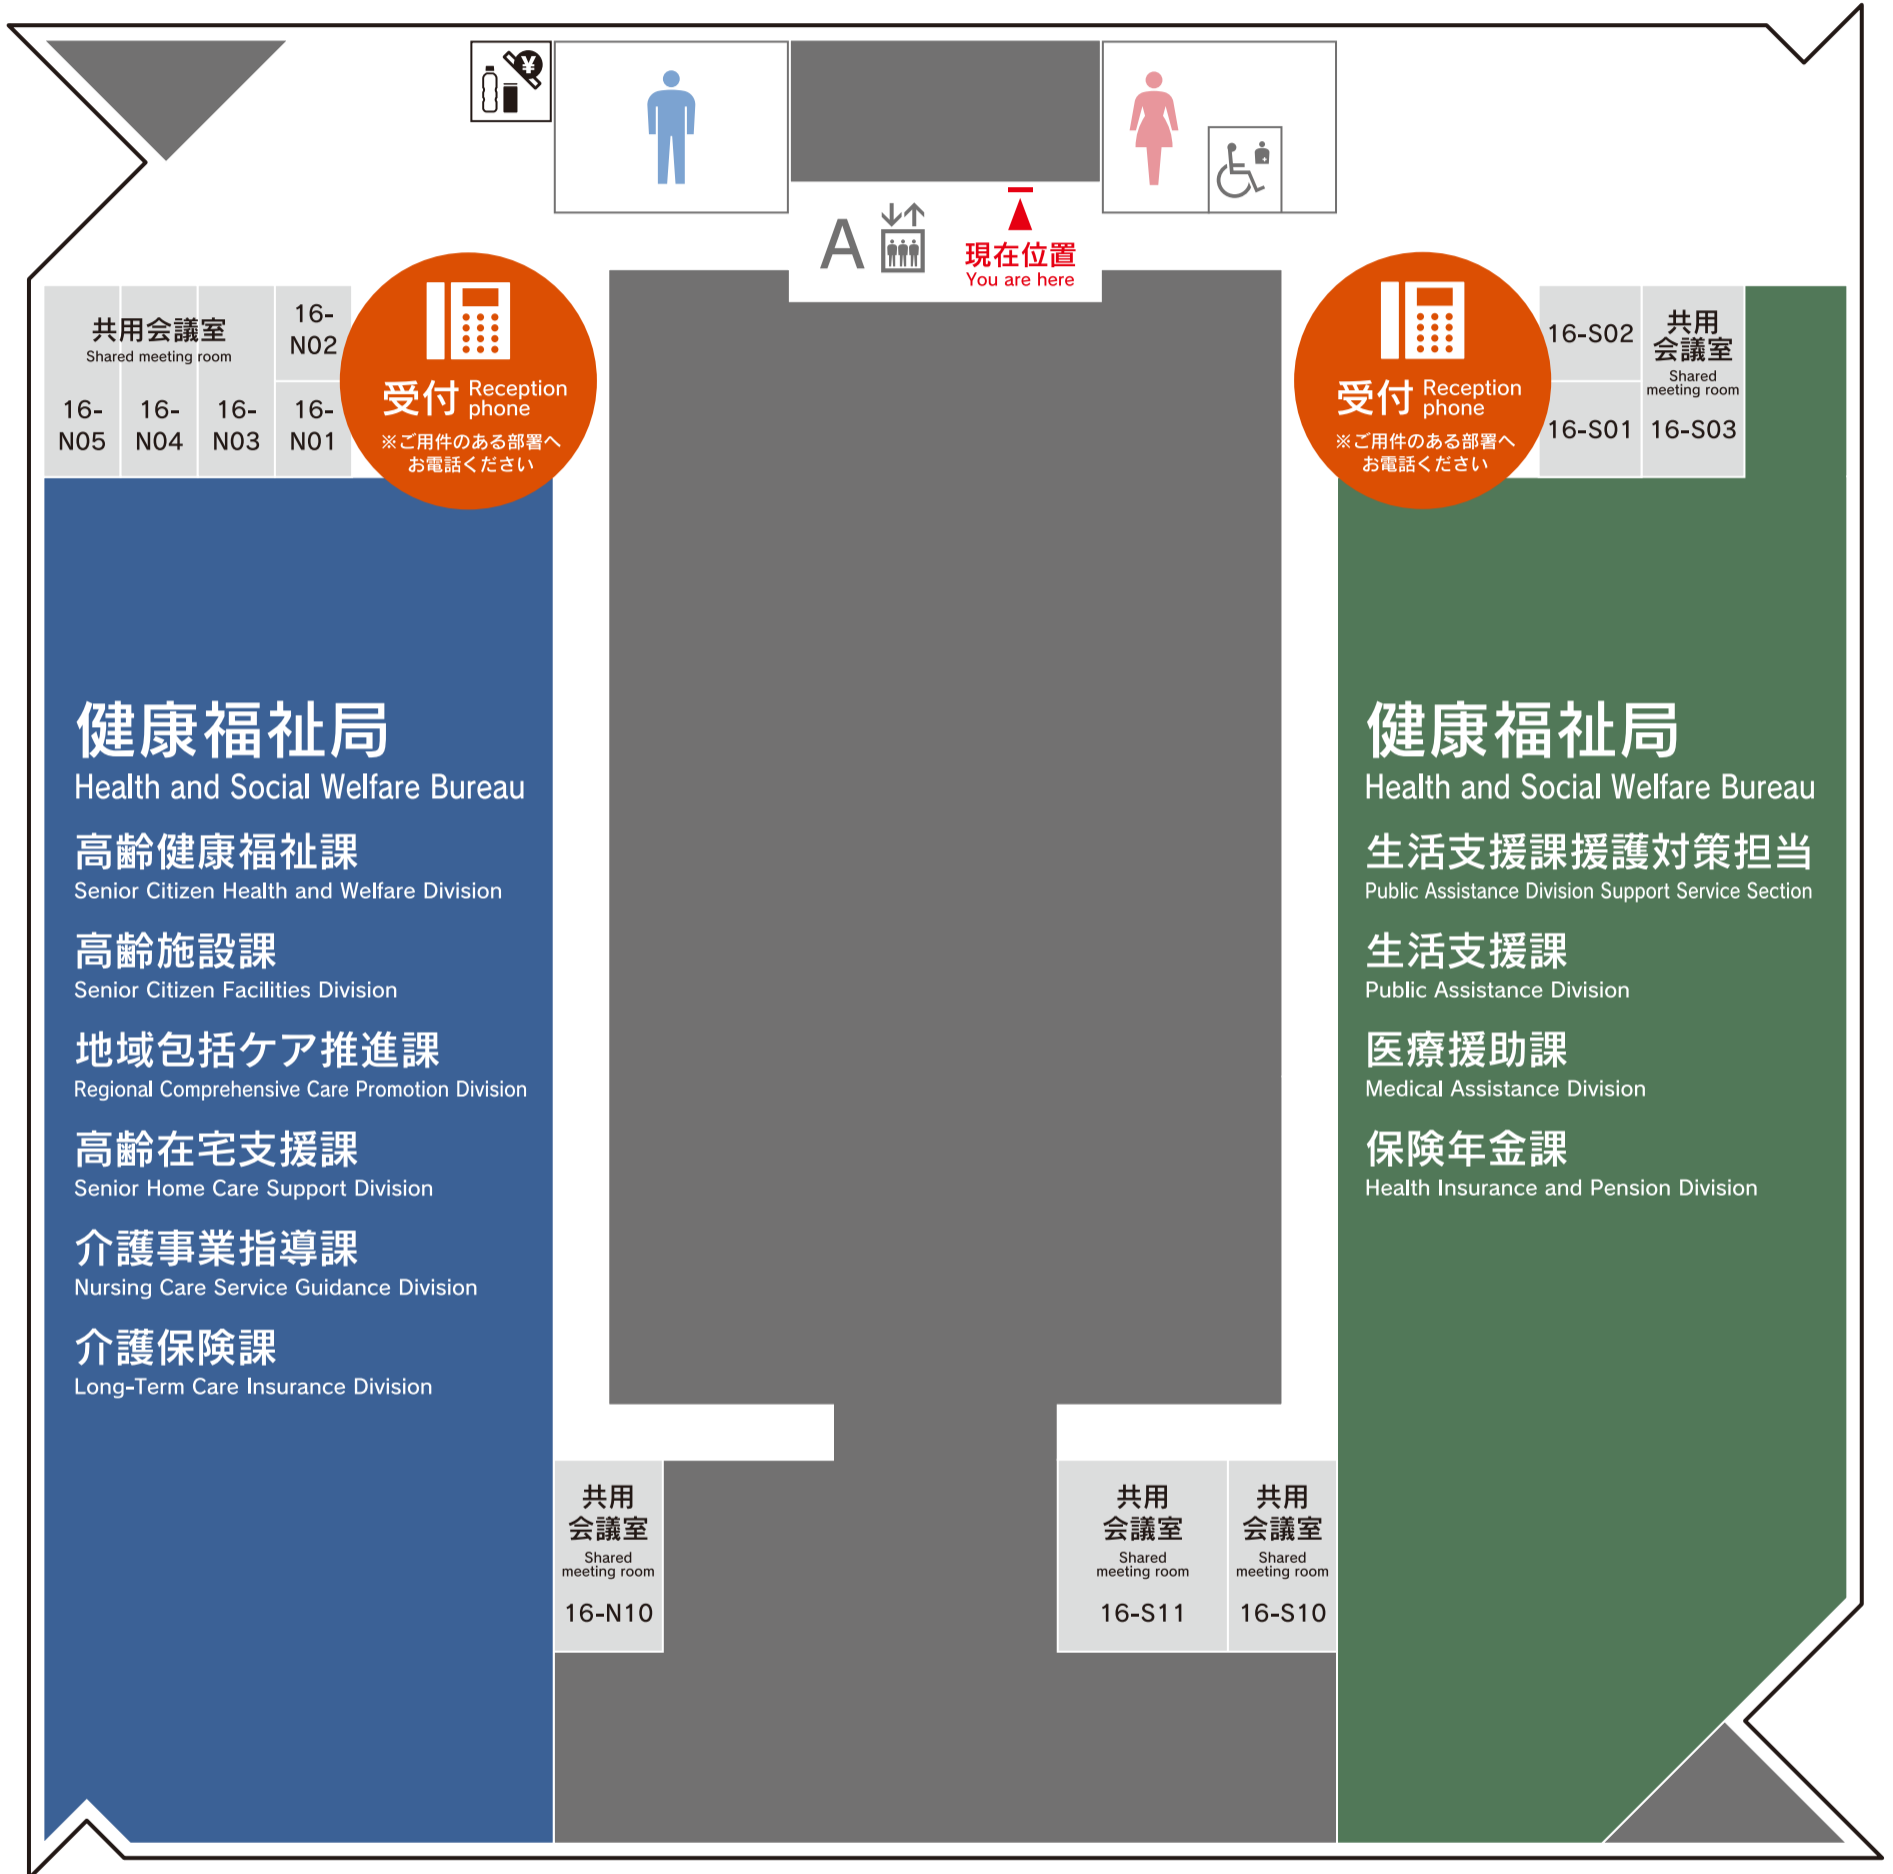 ¥
A
現在位置
You are here
共用会議室
Shared meeting room
16-
N05
16-
N04
16-
N03
16-
N02
16-
N01
受付 Reception
phone
※ご用件のある部署へ
お電話ください
受付 Reception
phone
※ご用件のある部署へ
お電話ください
16-S02
16-S01
共用
会議室
Shared
meeting room
16-S03
健康福祉局
Health and Social Welfare Bureau
高齢健康福祉課
Senior Citizen Health and Welfare Division
高齢施設課
Senior Citizen Facilities Division
地域包括ケア推進課
Regional Comprehensive Care Promotion Division
高齢在宅支援課
Senior Home Care Support Division
介護事業指導課
Nursing Care Service Guidance Division
介護保険課
Long-Term Care Insurance Division
健康福祉局
Health and Social Welfare Bureau
生活支援課援護対策担当
Public Assistance Division Support Service Section
生活支援課
Public Assistance Division
医療援助課
Medical Assistance Division
保険年金課
Health Insurance and Pension Division
共用
会議室
Shared
meeting room
16-N10
共用
会議室
Shared
meeting room
16-S11
共用
会議室
Shared
meeting room
16-S10